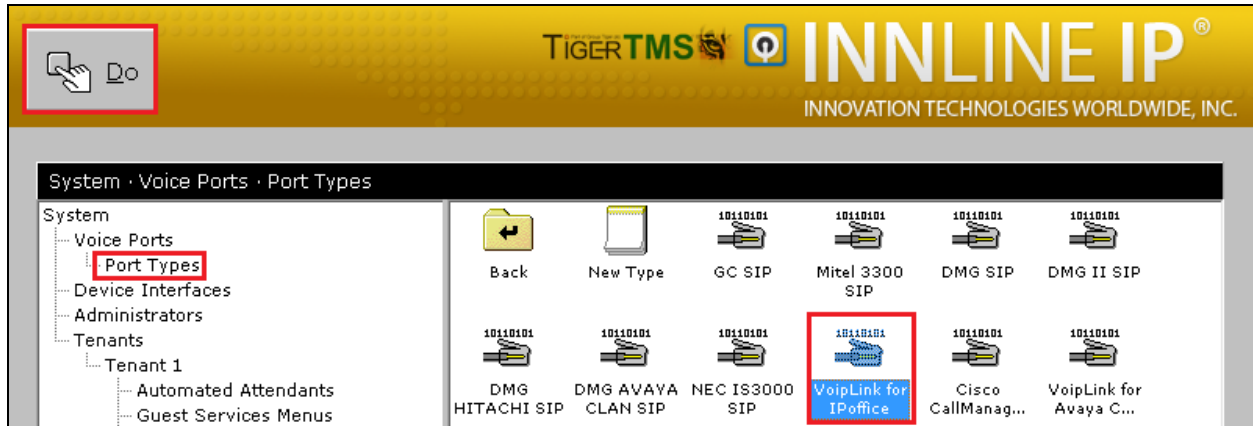 Do
TIGERTMS
INNLINE IP®
INNOVATION TECHNOLOGIES WORLDWIDE, INC.
System · Voice Ports · Port Types
System
Voice Ports
Port Types
Device Interfaces
Administrators
Tenants
Tenant 1
Automated Attendants
Guest Services Menus
10110101 10110101 10110101 10110101
Back New Type GC SIP Mitel 3300 SIP DMG SIP DMG II SIP
10110101 10110101 10110101 10110101 10110101 10110101
DMG HITACHI SIP DMG AVAYA CLAN SIP NEC IS3000 SIP VoipLink for IPoffice Cisco CallManag... VoipLink for Avaya C...